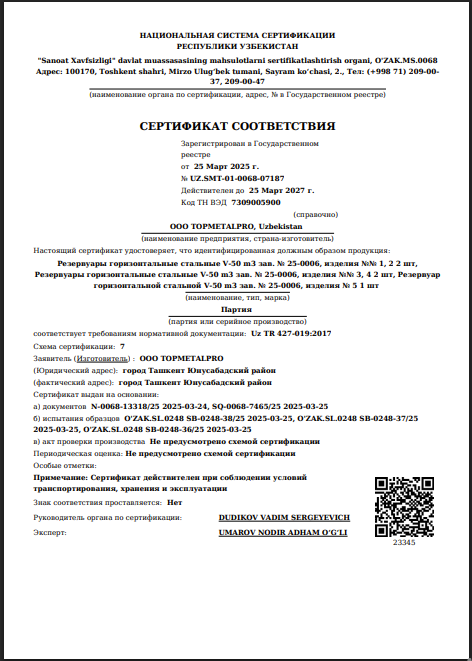 НАЦИОНАЛЬНАЯ СИСТЕМА СЕРТИФИКАЦИИ
РЕСПУБЛИКИ УЗБЕКИСТАН
"Sanoat Xavfsizligi" davlat muassasasining mahsulotlarni sertifikatlashtirish organi, O'ZAK.MS.0068
Адрес: 100170, Toshkent shahri, Mirzo Ulug'bek tumani, Sayram ko'chasi, 2., Тел: (+998 71) 209-00-
37, 209-00-47
(наименование органа по сертификации, адрес, № в Государственном реестре)
СЕРТИФИКАТ СООТВЕТСТВИЯ
Зарегистрирован в Государственном
реестре
от 25 Март 2025 г.
№ UZ.SMT-01-0068-07187
Действителен до 25 Март 2027 г.
Код ТН ВЭД 7309005900
(справочно)
ООО TOPMETALPRO, Uzbekistan
(наименование предприятия, страна-изготовитель)
Настоящий сертификат удостоверяет, что идентифицированная должным образом продукция:
Резервуары горизонтальные стальные V-50 m3 зав. № 25-0006, изделия №№ 1, 2 2 шт,
Резервуары горизонтальные стальные V-50 m3 зав. № 25-0006, изделия №№ 3, 4 2 шт, Резервуар
горизонтальной стальной V-50 m3 зав. № 25-0006, изделия № 5 1 шт
(наименование, тип, марка)
Партия
(партия или серийное производство)
соответствует требованиям нормативной документации: Uz TR 427-019:2017
Схема сертификации: 7
Заявитель (Изготовитель) : ООО TOPMETALPRO
(Юридический адрес): город Ташкент Юнусабадский район
(фактический адрес): город Ташкент Юнусабадский район
Сертификат выдан на основании:
а) документов N-0068-13318/25 2025-03-24, SQ-0068-7465/25 2025-03-25
б) испытания образцов O'ZAK.SL.0248 SB-0248-38/25 2025-03-25, O'ZAK.SL.0248 SB-0248-37/25
2025-03-25, O'ZAK.SL.0248 SB-0248-36/25 2025-03-25
в) акт проверки производства Не предусмотрено схемой сертификации
Периодическая оценка: Не предусмотрено схемой сертификации
Особые отметки:
Примечание: Сертификат действителен при соблюдении условий
транспортирования, хранения и эксплуатации
Знак соответствия проставляется: Нет
Руководитель органа по сертификации: DUDIKOV VADIM SERGEYEVICH
Эксперт: UMAROV NODIR ADHAM O'G'LI
23345